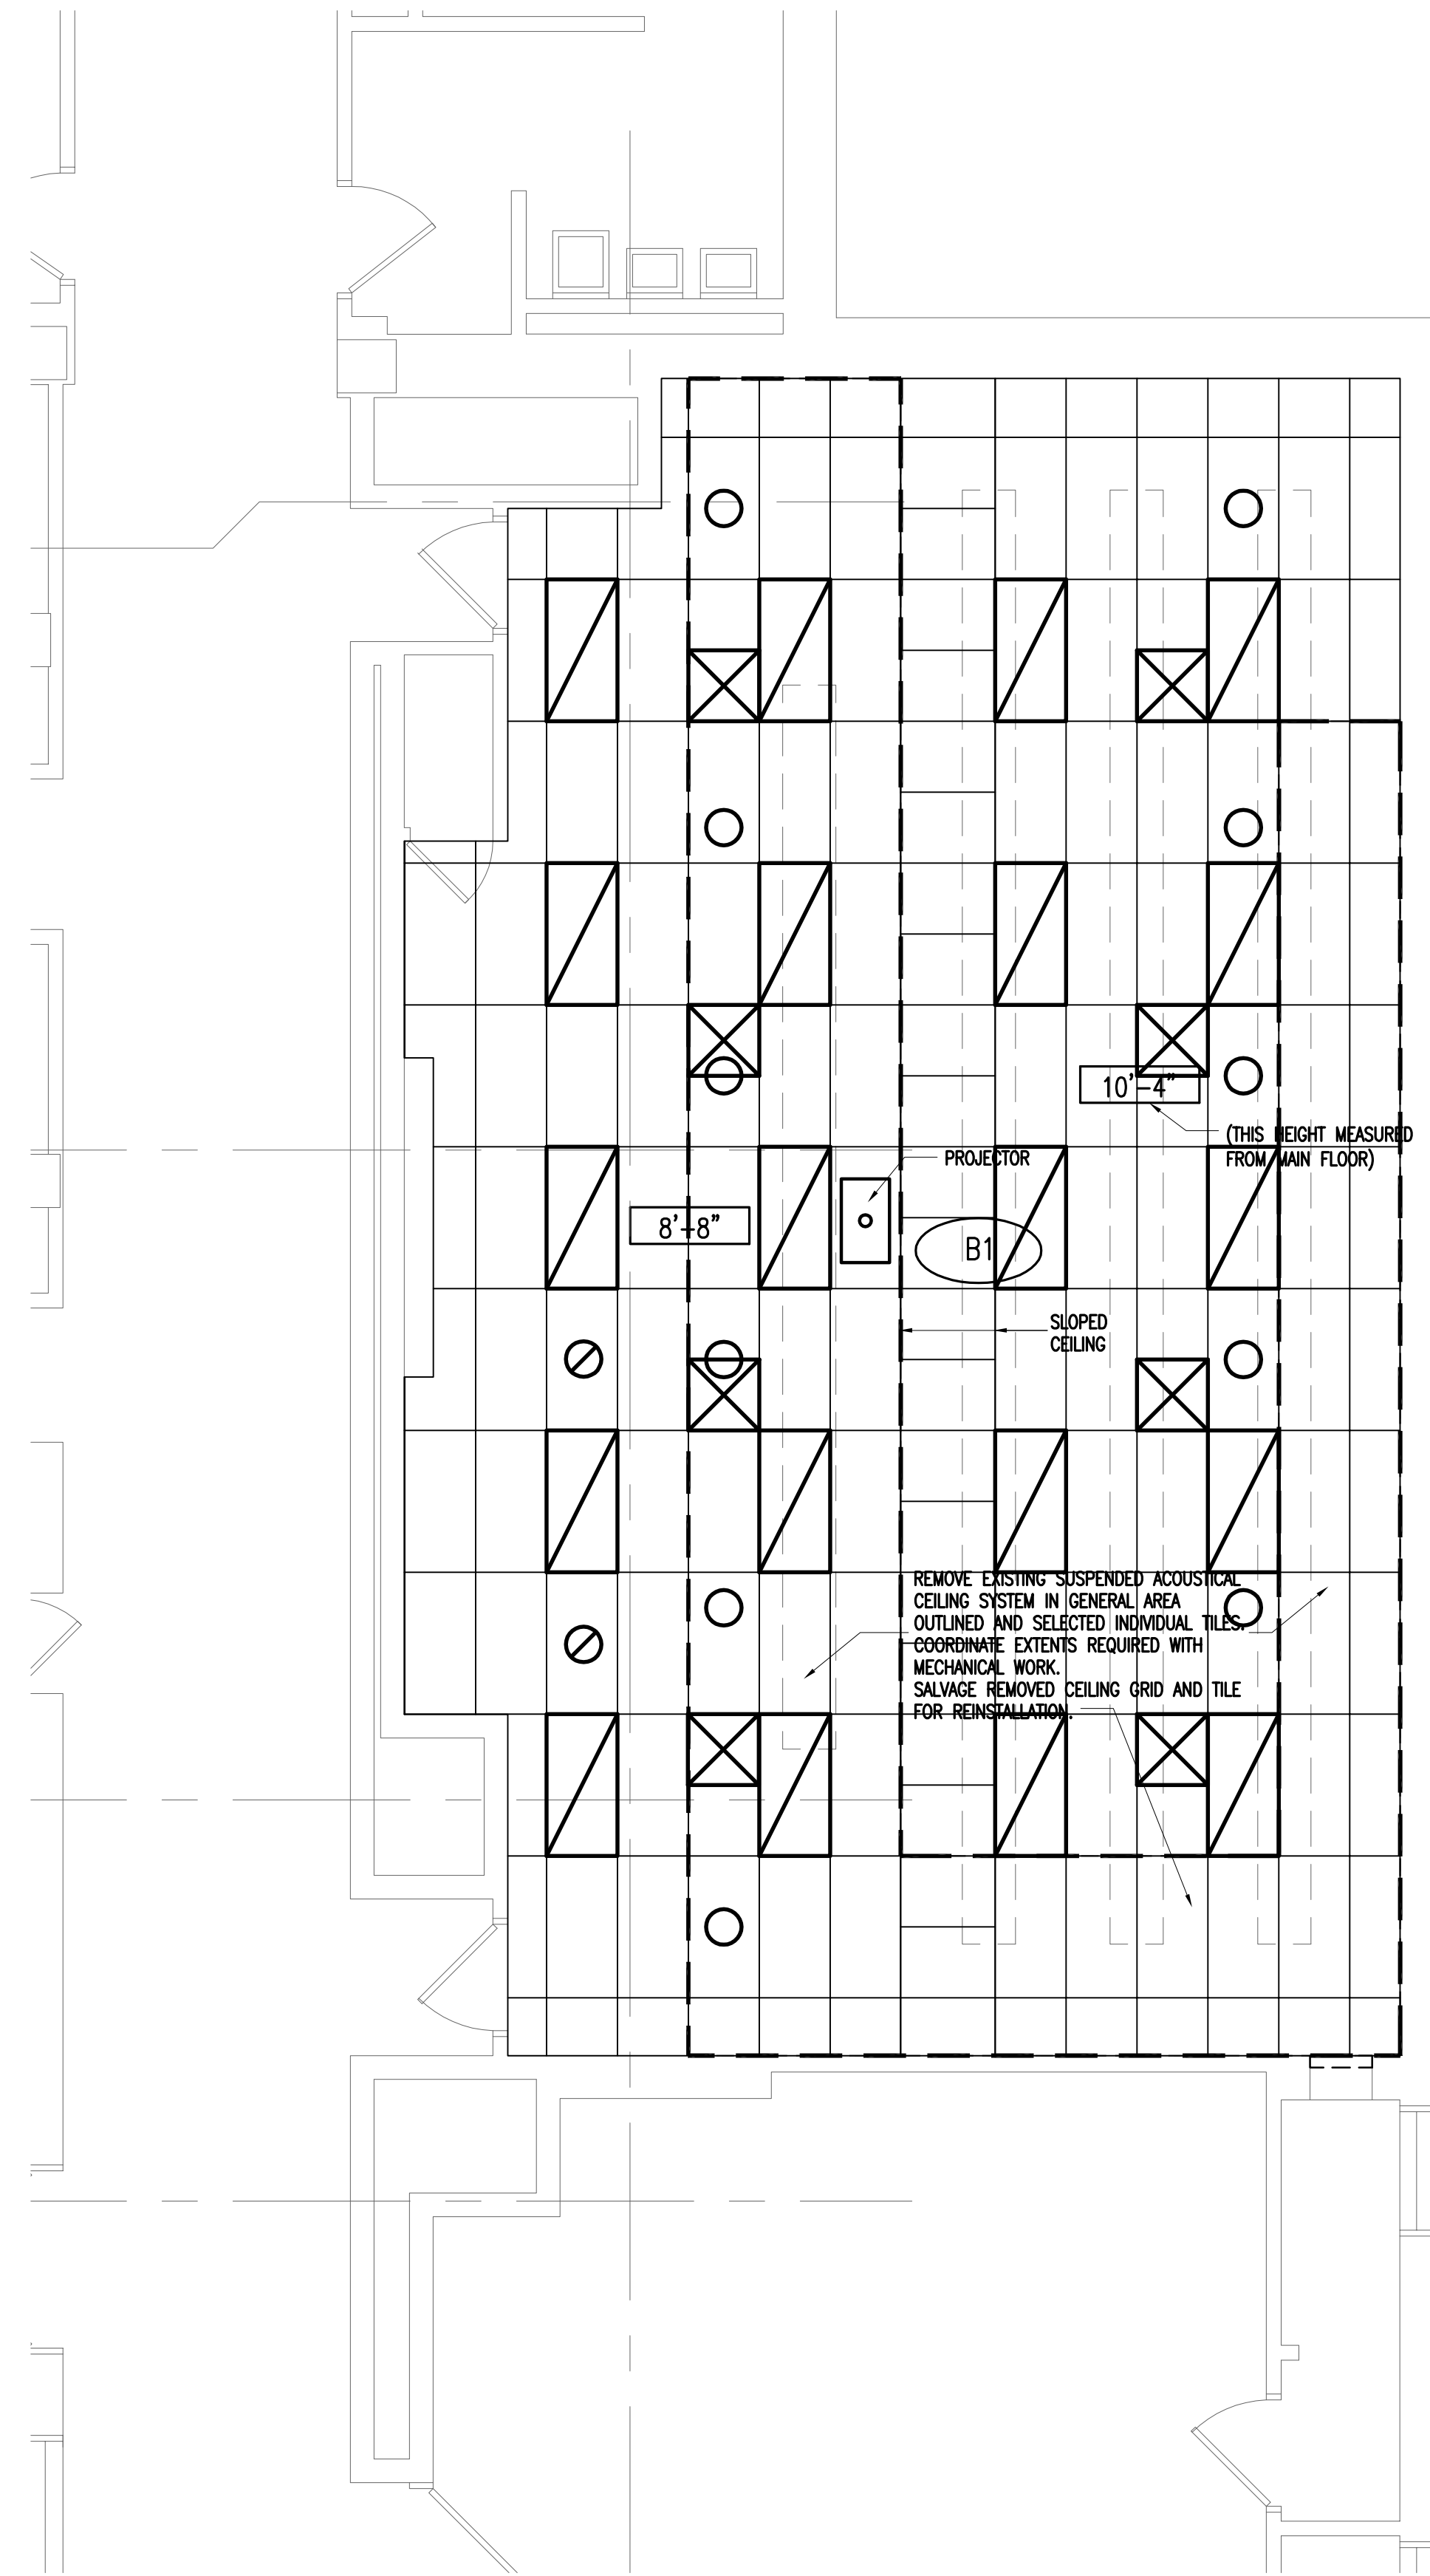 10'-4"
(THIS HEIGHT MEASURED
FROM MAIN FLOOR)
PROJECTOR
8'-8"
B1
SLOPED
CEILING
REMOVE EXISTING SUSPENDED ACOUSTICAL
CEILING SYSTEM IN GENERAL AREA
OUTLINED AND SELECTED INDIVIDUAL TILES.
COORDINATE EXTENTS REQUIRED WITH
MECHANICAL WORK.
SALVAGE REMOVED CEILING GRID AND TILE
FOR REINSTALLATION.